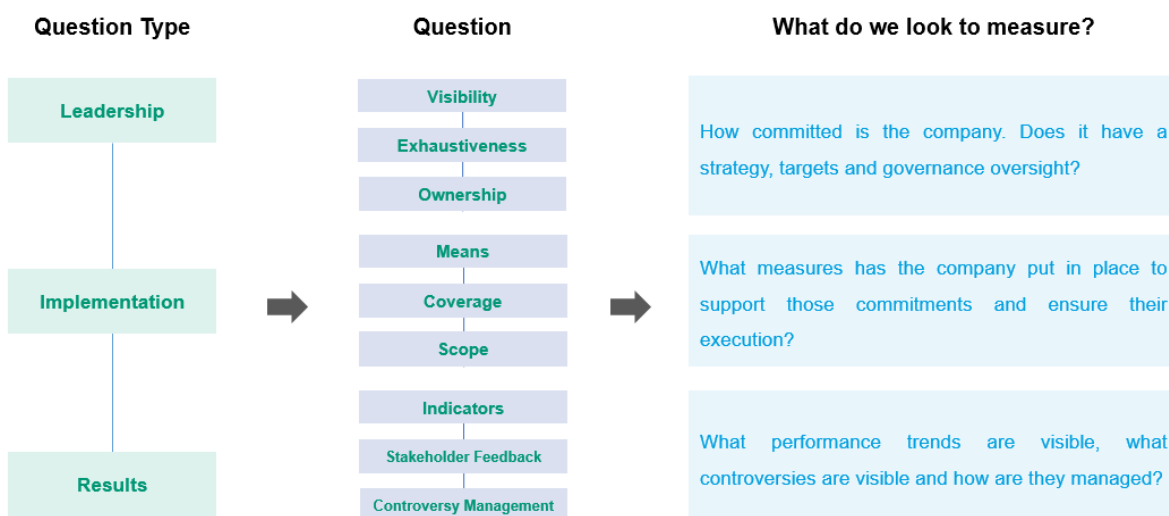 Question Type
Question
What do we look to measure?
Leadership
Visibility
Exhaustiveness
Ownership
How committed is the company. Does it have a
strategy, targets and governance oversight?
Implementation
Means
Coverage
Scope
What measures has the company put in place to
support those commitments and ensure their
execution?
Results
Indicators
Stakeholder Feedback
Controversy Management
What performance trends are visible, what
controversies are visible and how are they managed?